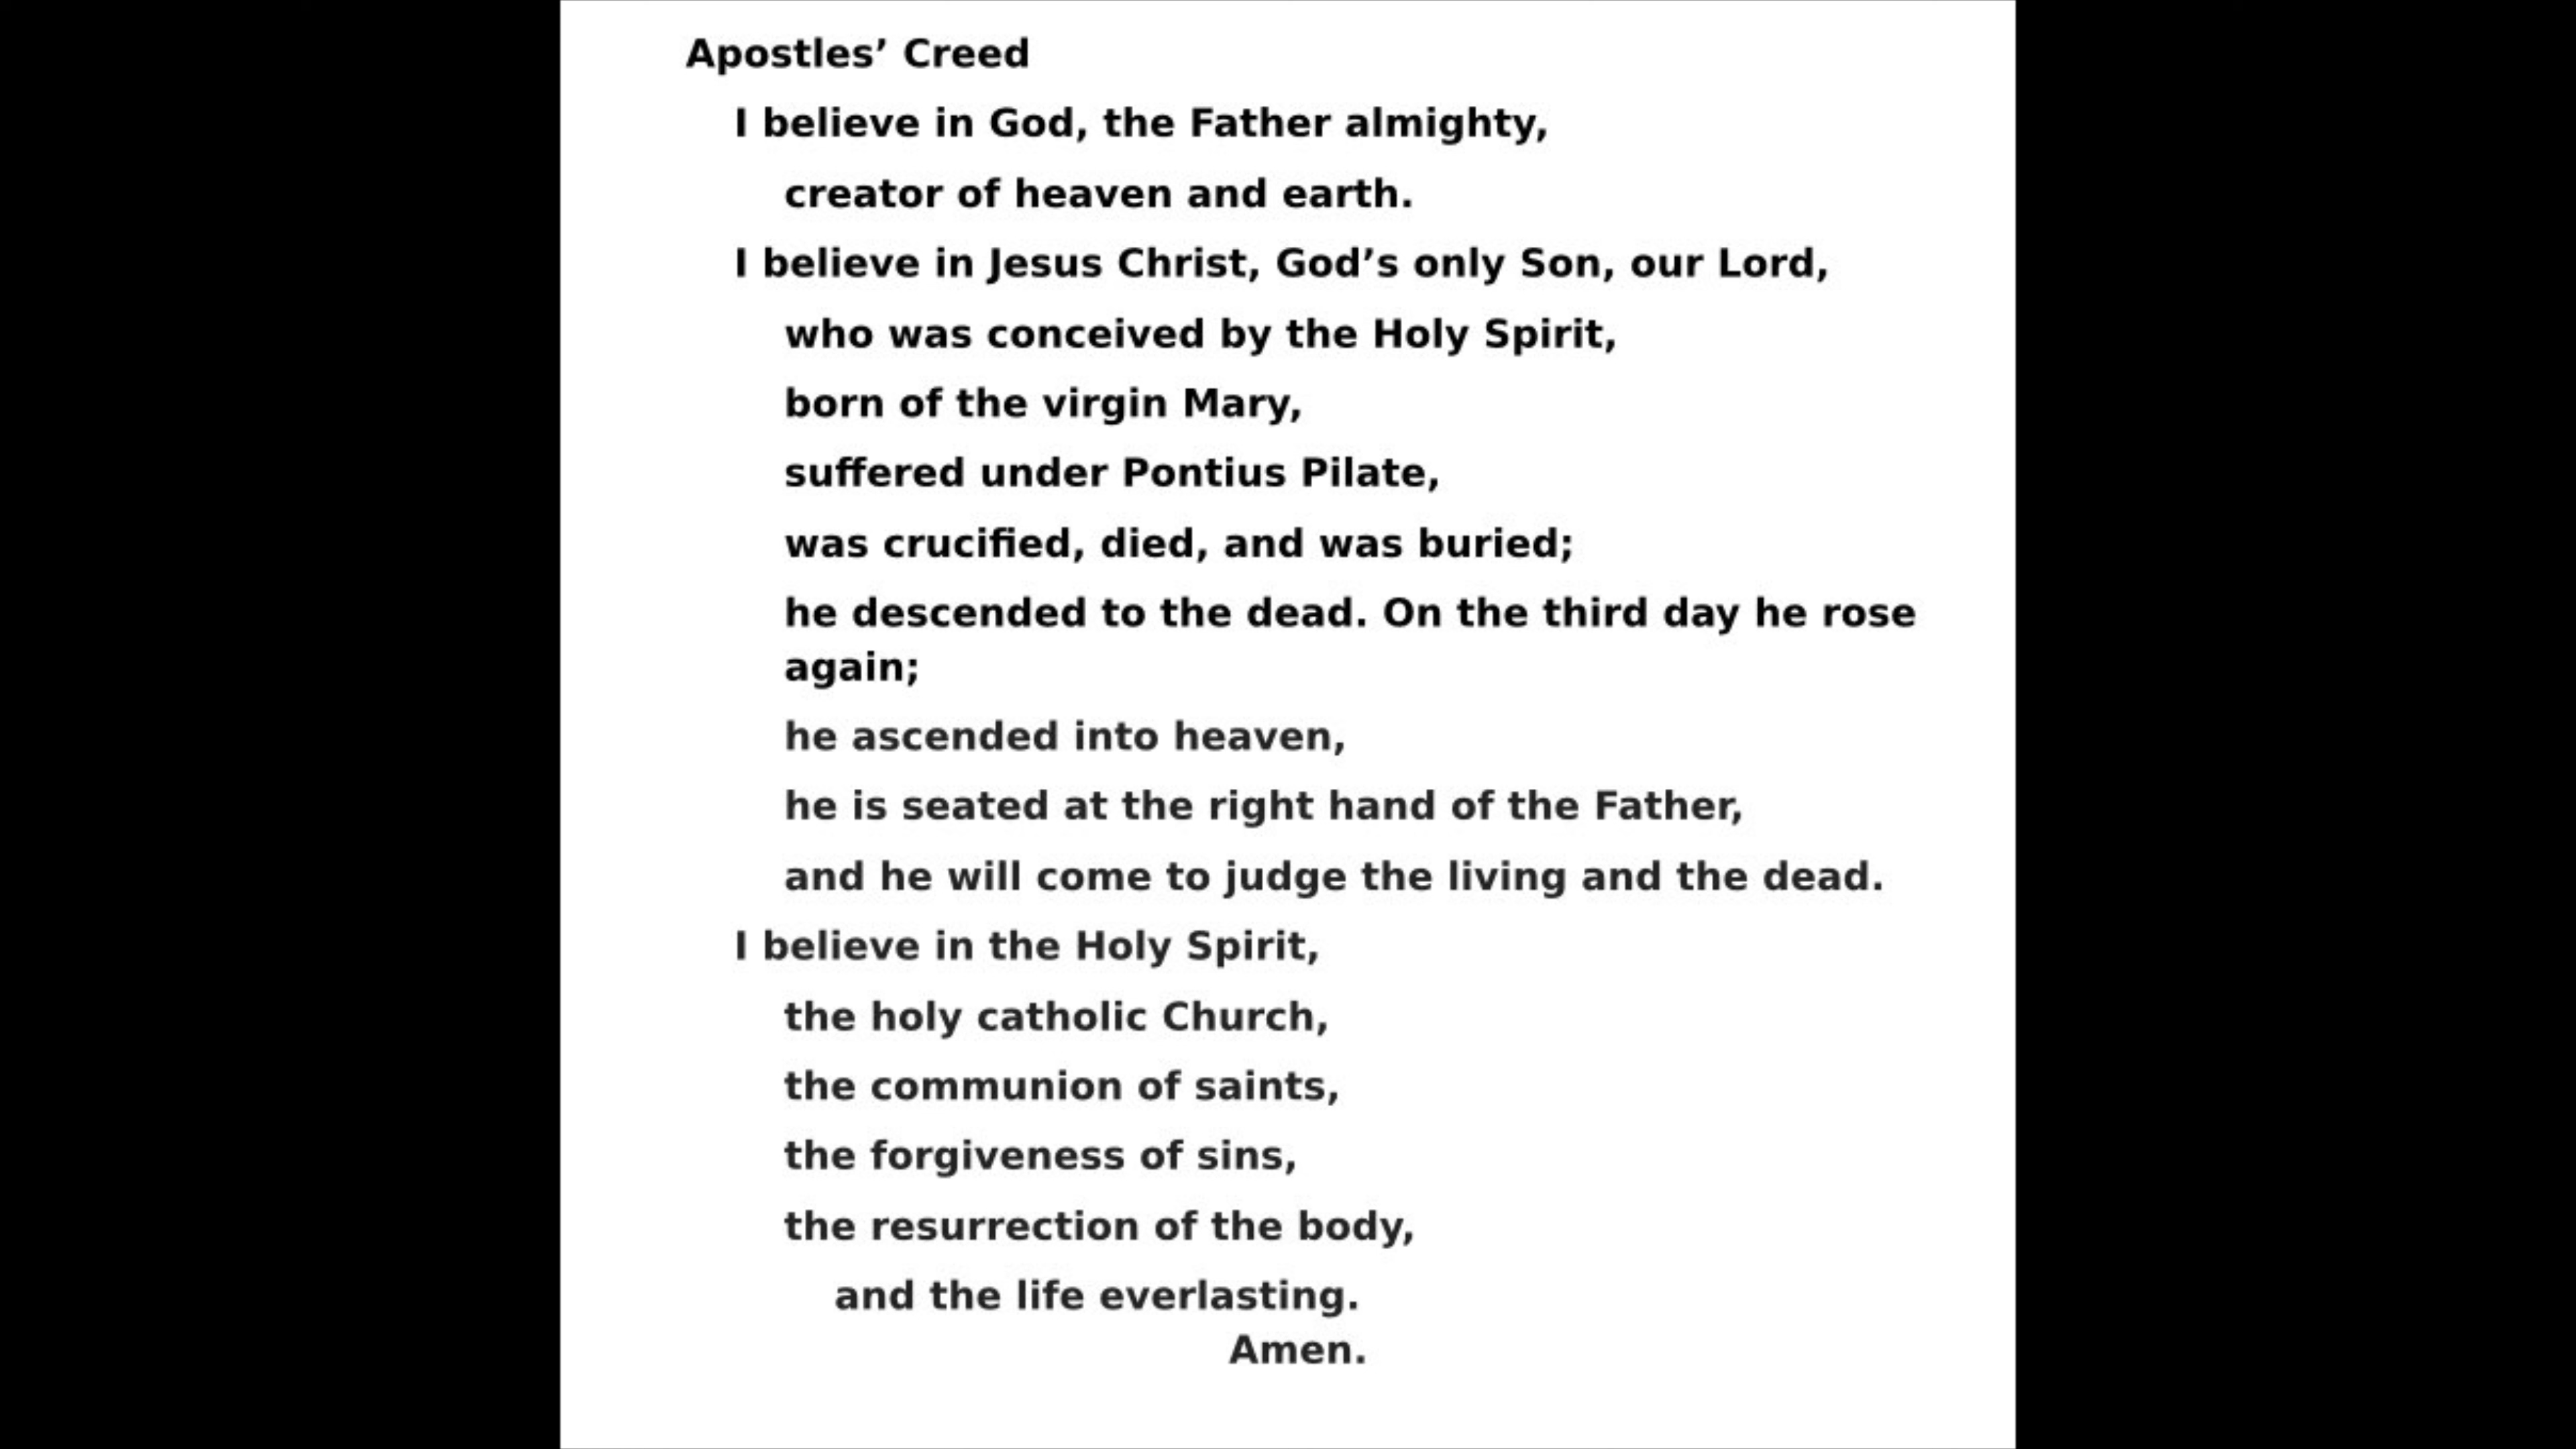 Apostles’ Creed
I believe in God, the Father almighty,
creator of heaven and earth.
I believe in Jesus Christ, God’s only Son, our Lord,
who was conceived by the Holy Spirit,
born of the virgin Mary,
suffered under Pontius Pilate,
was crucified, died, and was buried;
he descended to the dead. On the third day he rose
again;
he ascended into heaven,
he is seated at the right hand of the Father,
and he will come to judge the living and the dead.
I believe in the Holy Spirit,
the holy catholic Church,
the communion of saints,
the forgiveness of sins,
the resurrection of the body,
and the life everlasting.
Amen.